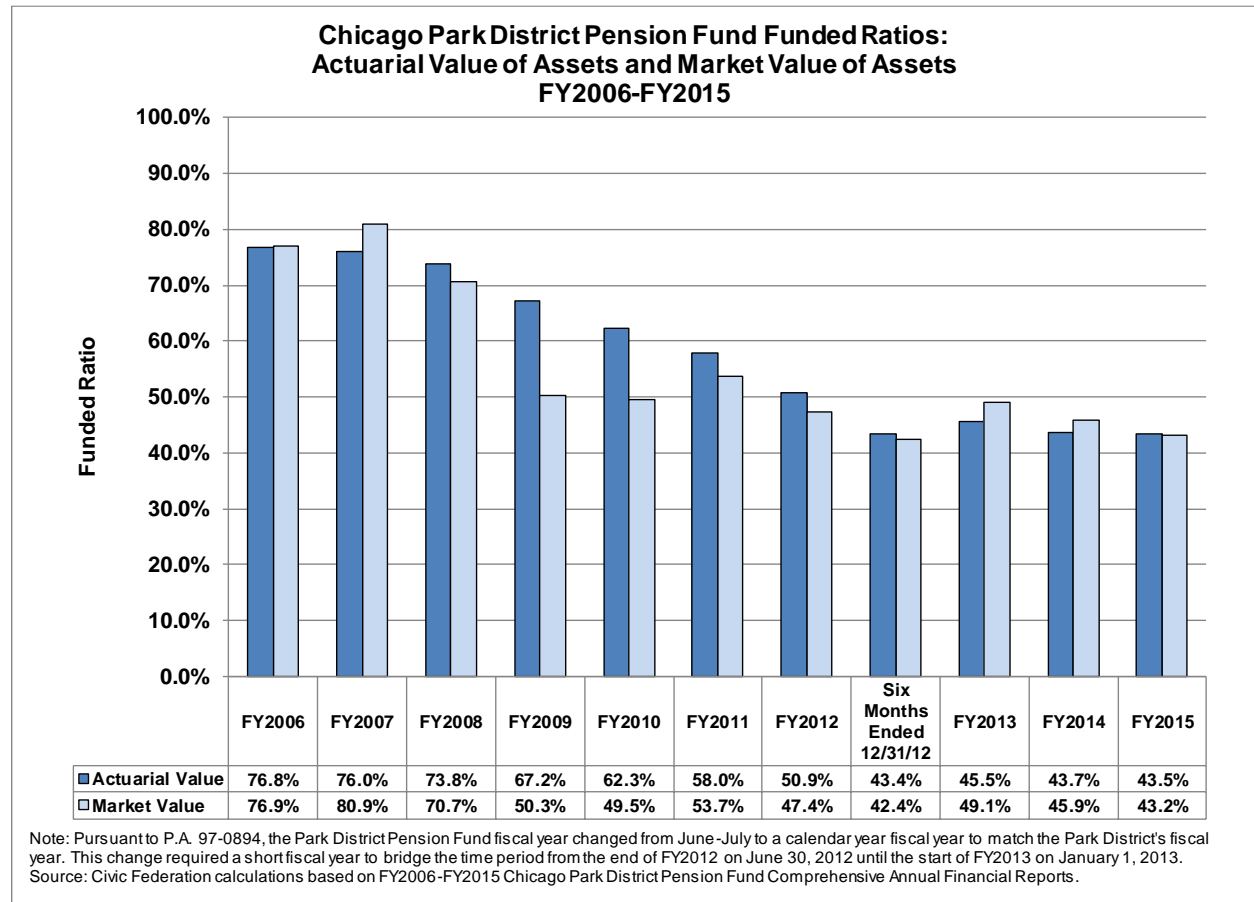 Chicago Park District Pension Fund Funded Ratios:
Actuarial Value of Assets and Market Value of Assets
FY2006-FY2015
100.0%
90.0%
80.0%
70.0%
60.0%
50.0%
40.0%
30.0%
20.0%
10.0%
0.0%
Funded Ratio
FY2006 FY2007 FY2008 FY2009 FY2010 FY2011 FY2012 Six Months Ended 12/31/12 FY2013 FY2014 FY2015
Actuarial Value 76.8% 76.0% 73.8% 67.2% 62.3% 58.0% 50.9% 43.4% 45.5% 43.7% 43.5%
Market Value 76.9% 80.9% 70.7% 50.3% 49.5% 53.7% 47.4% 42.4% 49.1% 45.9% 43.2%
Note: Pursuant to P.A. 97-0894, the Park District Pension Fund fiscal year changed from June-July to a calendar year fiscal year to match the Park District's fiscal
year. This change required a short fiscal year to bridge the time period from the end of FY2012 on June 30, 2012 until the start of FY2013 on January 1, 2013.
Source: Civic Federation calculations based on FY2006-FY2015 Chicago Park District Pension Fund Comprehensive Annual Financial Reports.